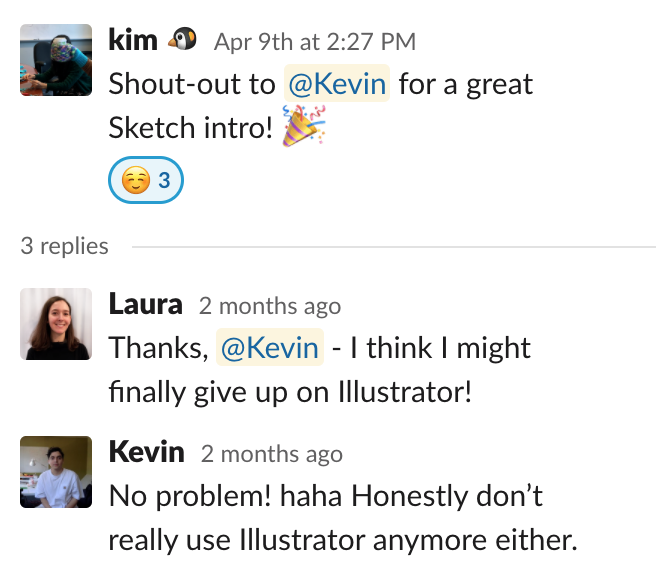 kim 🐧 Apr 9th at 2:27 PM
Shout-out to @Kevin for a great
Sketch intro! 🎉
☺️ 3
3 replies
Laura 2 months ago
Thanks, @Kevin - I think I might
finally give up on Illustrator!
Kevin 2 months ago
No problem! haha Honestly don’t
really use Illustrator anymore either.